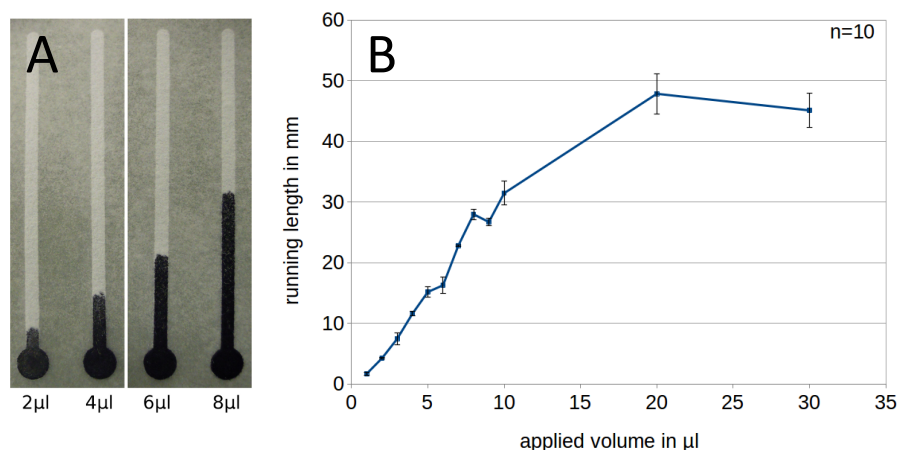 A
2µl 4µl 6µl 8µl
B
n=10
60
50
40
30
20
10
0
running length in mm
0 5 10 15 20 25 30 35
applied volume in µl